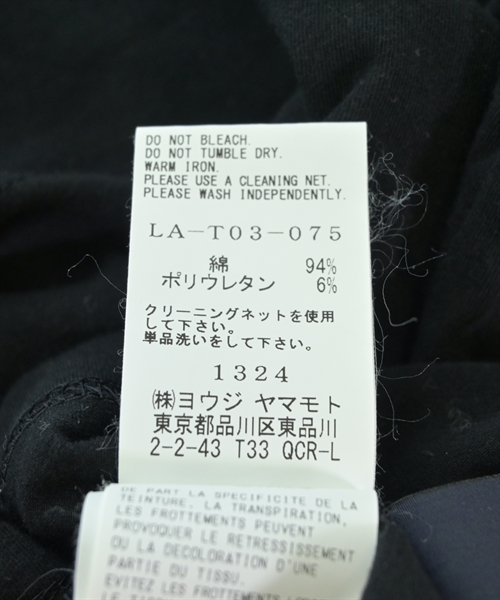 DO NOT BLEACH.
DO NOT TUMBLE DRY.
WARM IRON.
PLEASE USE A CLEANING NET.
PLEASE WASH INDEPENDENTLY.
LA-T03-075
綿 94%
ポリウレタン 6%
クリーニングネットを使用
して下さい。
単品洗いをして下さい。
1324
㈱ヨウジ ヤマモト
東京都品川区東品川
2-2-43 T33 QCR-L
DE PART LA SPECIFICITE DE LA
TEINTURE, LA TRANSPIRATION,
LES FROTTEMENTS PEUVENT
PROVOQUER LE RETRESSISSEMENT
OU LA DECOLORATION D'UNE
PARTIE DU TISSU.
EVITEZ LES FROTTEMENTS